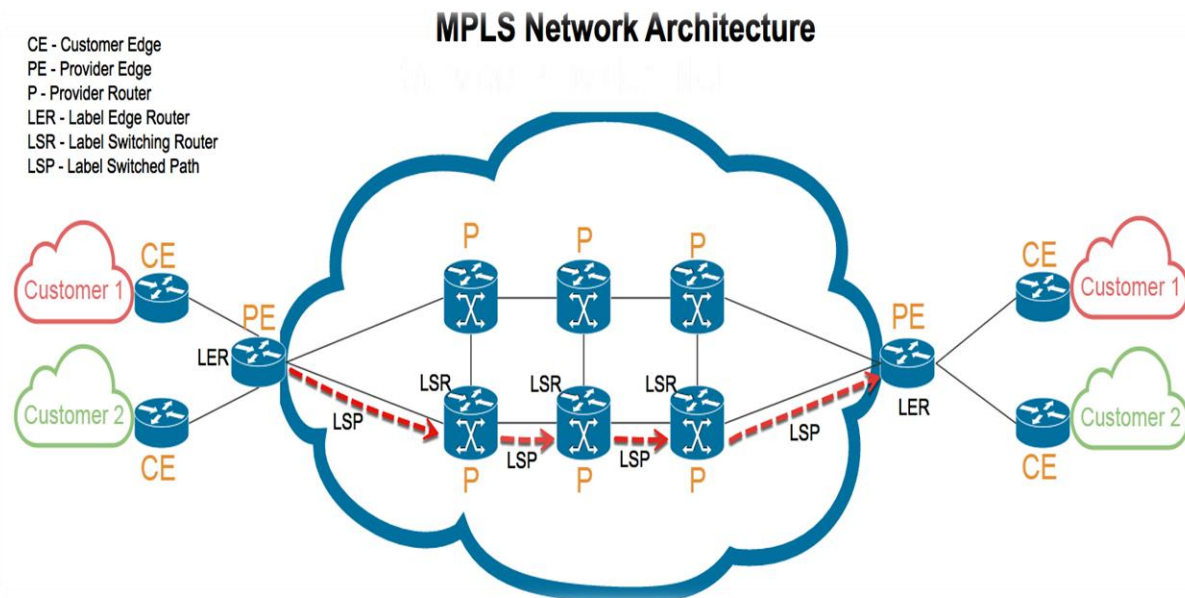 MPLS Network Architecture
CE - Customer Edge
PE - Provider Edge
P - Provider Router
LER - Label Edge Router
LSR - Label Switching Router
LSP - Label Switched Path
P
P
P
CE
CE
Customer 1
Customer 1
PE
PE
LER
LSR
LSR
LSR
LER
Customer 2
Customer 2
LSP
LSP
LSP
LSP
CE
CE
P
P
P